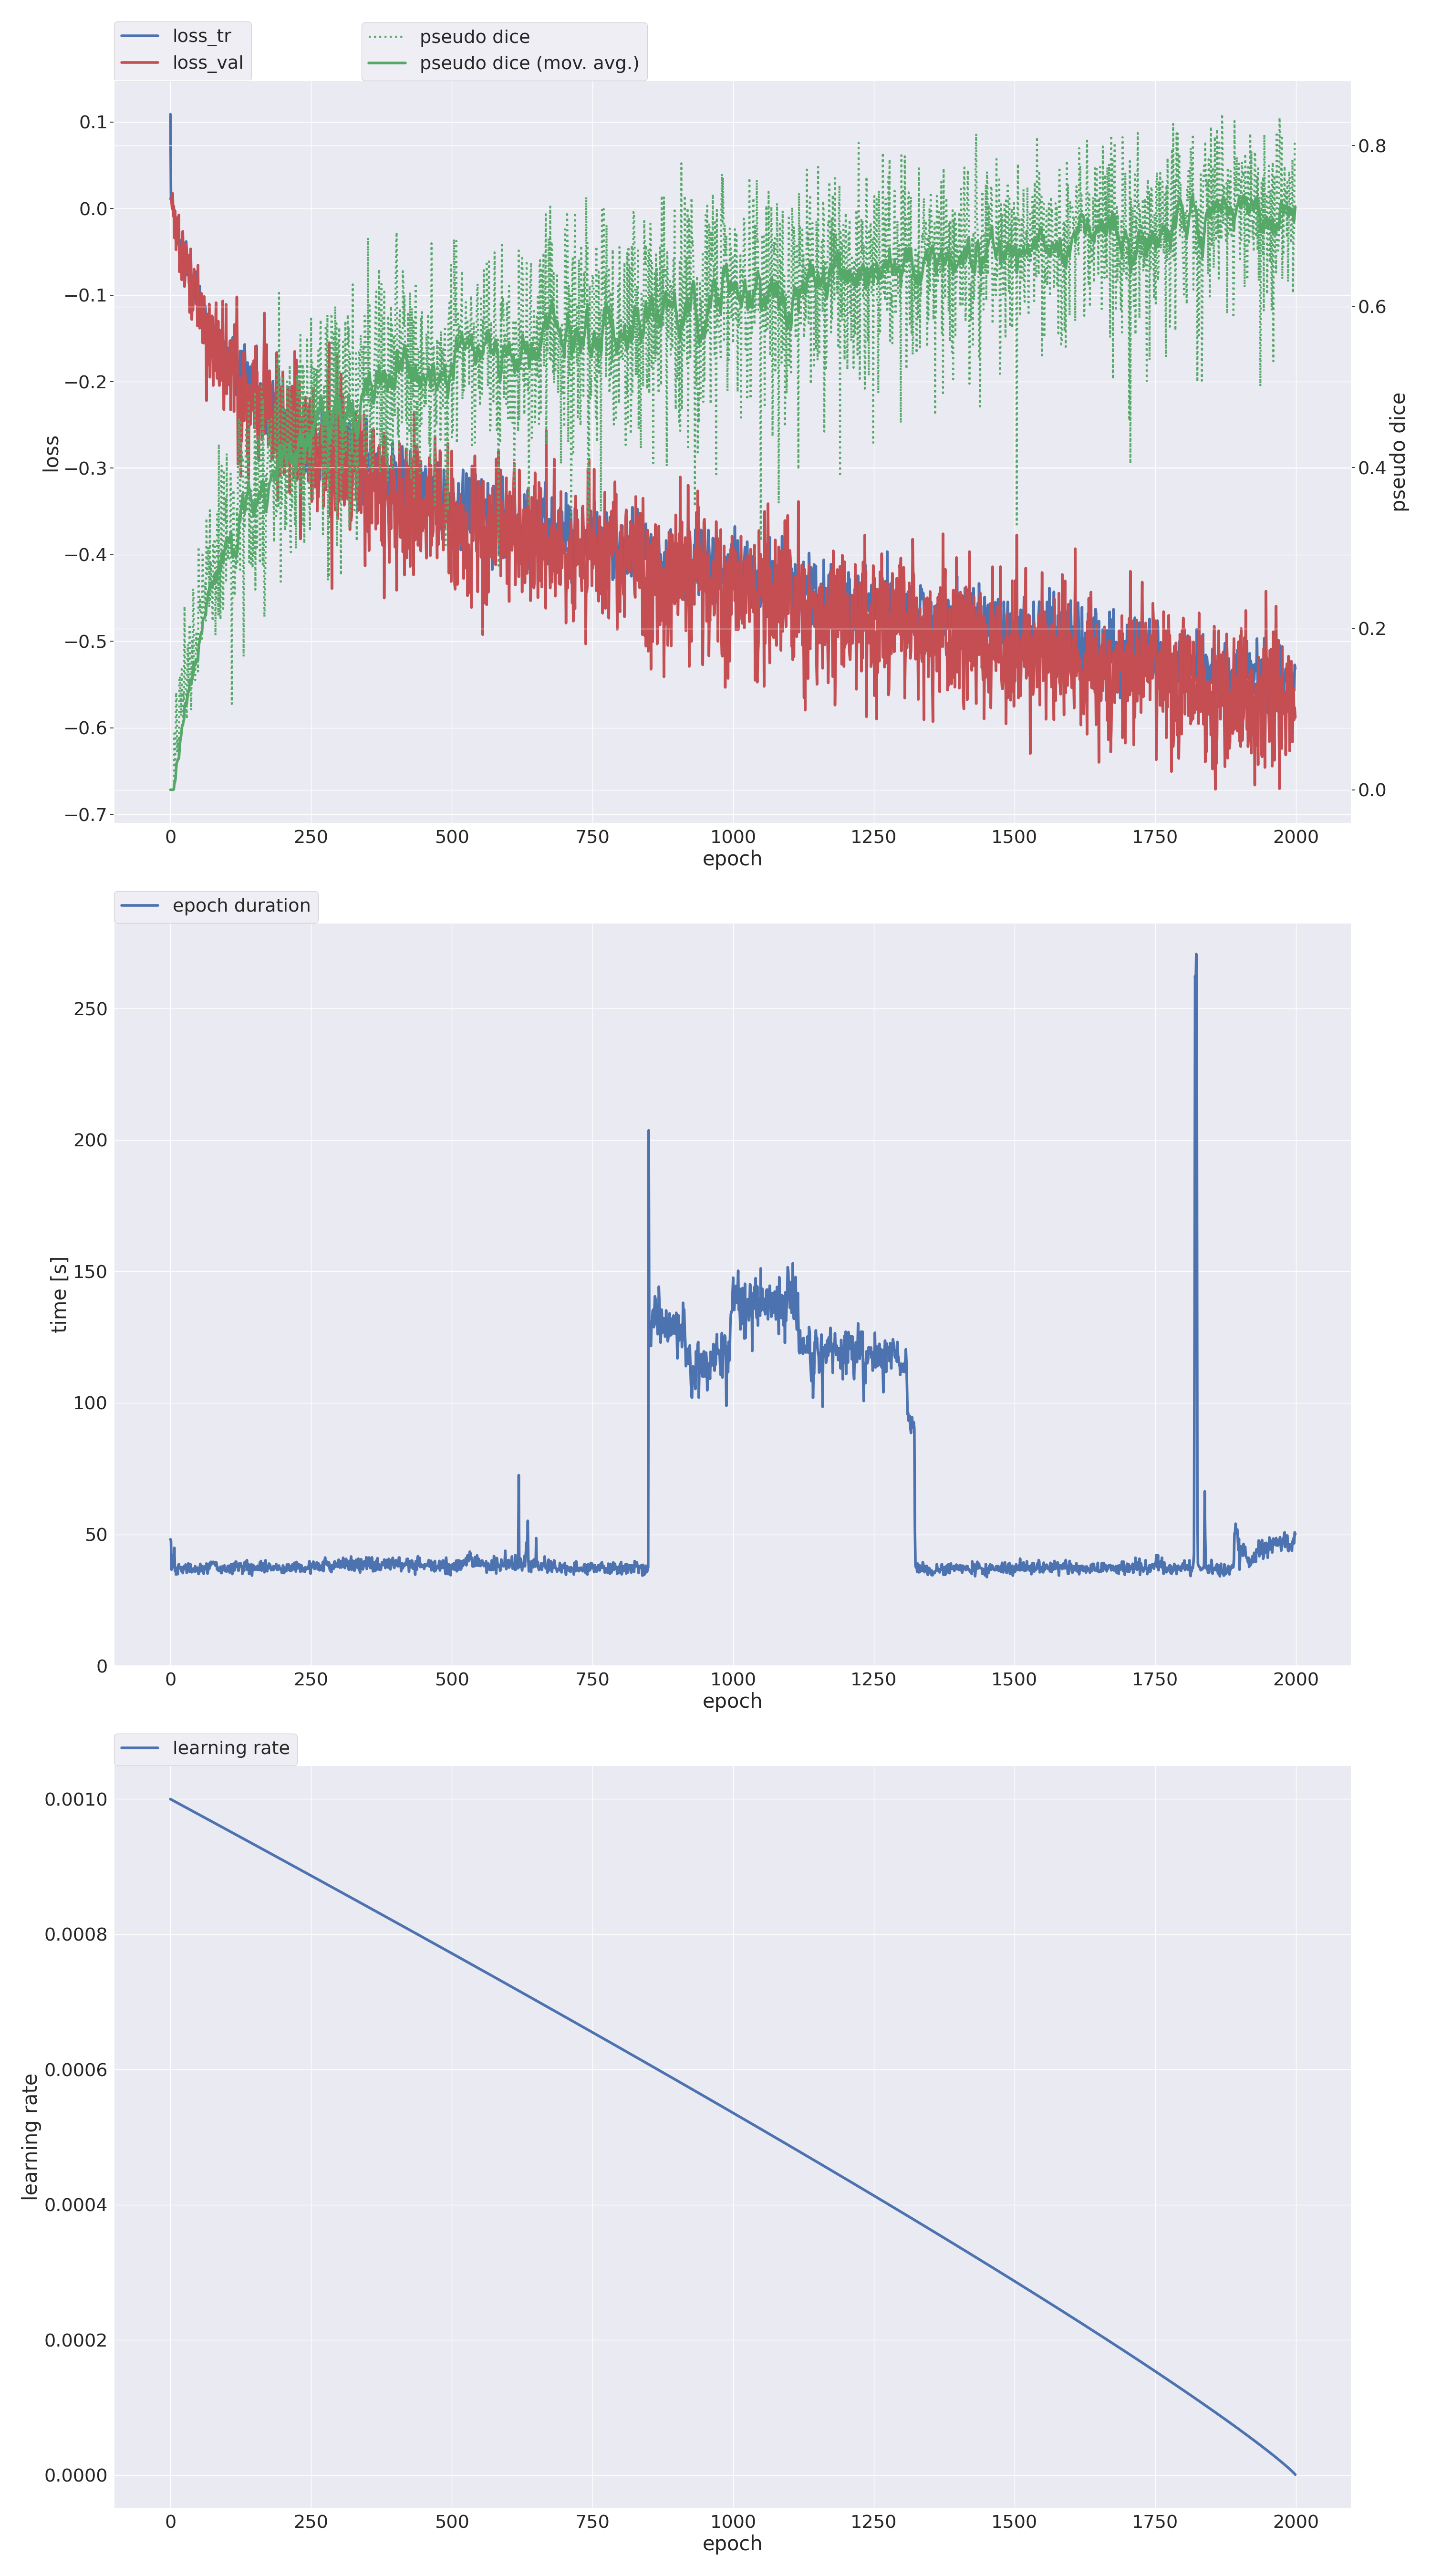 loss_tr
loss_val
pseudo dice
pseudo dice (mov. avg.)
0.1
0.0
−0.1
−0.2
−0.3
−0.4
−0.5
−0.6
−0.7
loss
0.8
0.6
0.4
0.2
0.0
pseudo dice
0 250 500 750 1000 1250 1500 1750 2000
epoch
epoch duration
250
200
150
100
50
0
time [s]
0 250 500 750 1000 1250 1500 1750 2000
epoch
learning rate
0.0010
0.0008
0.0006
0.0004
0.0002
0.0000
learning rate
0 250 500 750 1000 1250 1500 1750 2000
epoch